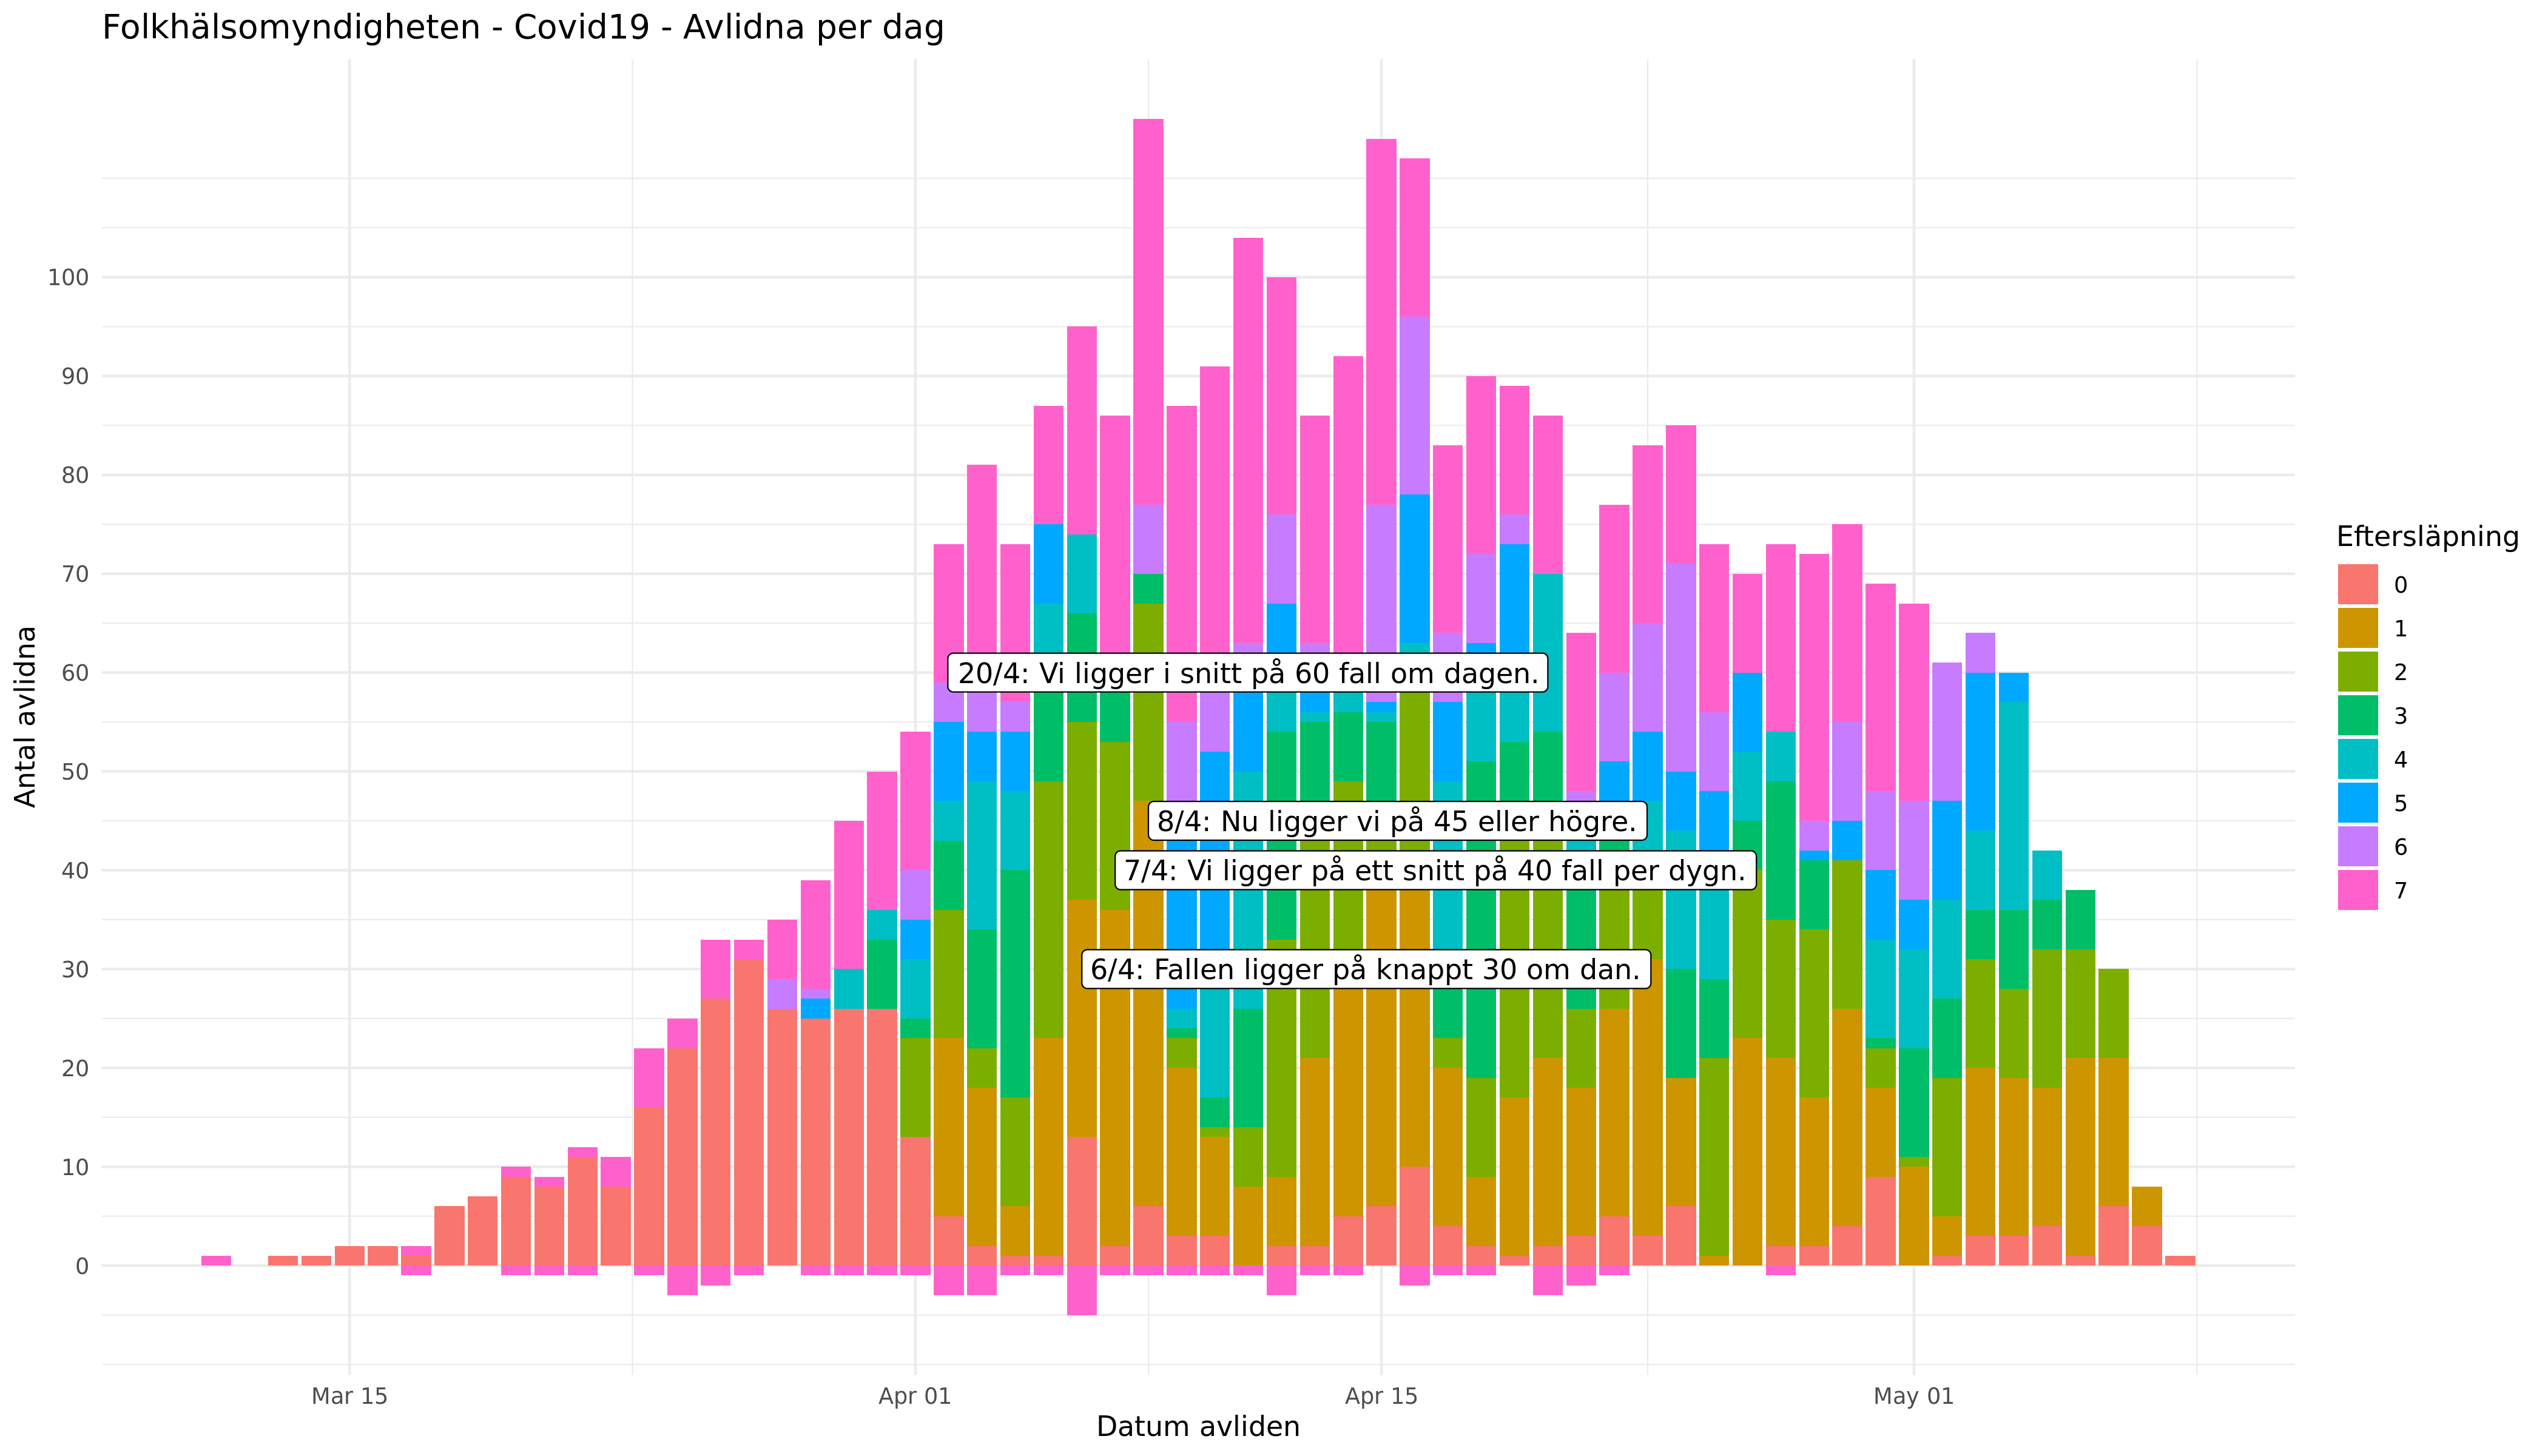 Folkhälsomyndigheten - Covid19 - Avlidna per dag
Antal avlidna
100
90
80
70
60
50
40
30
20
10
0
20/4: Vi ligger i snitt på 60 fall om dagen.
8/4: Nu ligger vi på 45 eller högre.
7/4: Vi ligger på ett snitt på 40 fall per dygn.
6/4: Fallen ligger på knappt 30 om dan.
Mar 15 Apr 01 Apr 15 May 01
Datum avliden
Eftersläpning
0
1
2
3
4
5
6
7